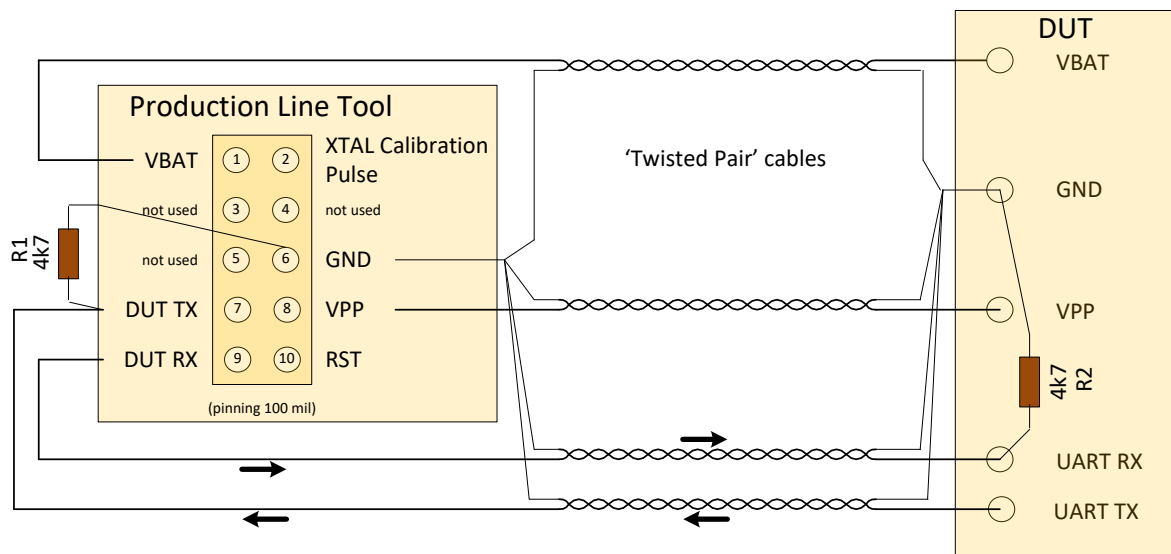 DUT
VBAT
Production Line Tool
VBAT
1
2
XTAL Calibration
Pulse
‘Twisted Pair’ cables
not used
3
4
not used
GND
R1
4k7
not used
5
6
GND
DUT TX
7
8
VPP
VPP
DUT RX
9
10
RST
4k7
R2
(pinning 100 mil)
UART RX
UART TX